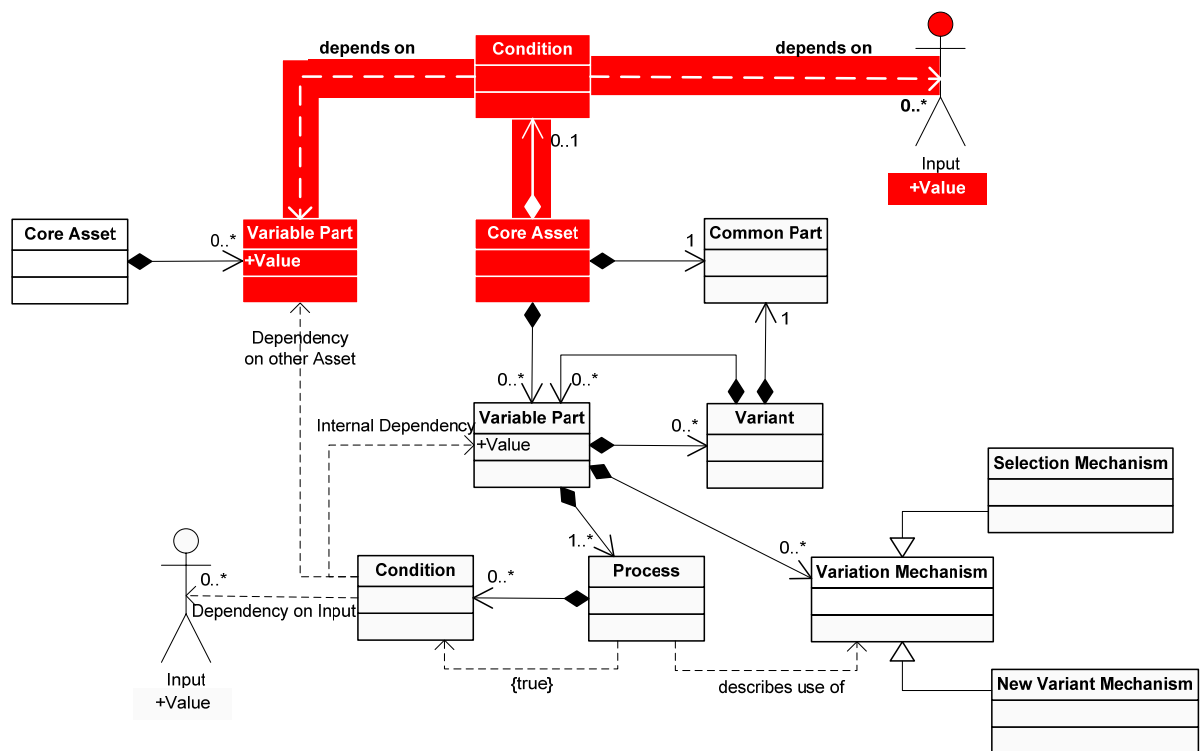 depends on
Condition
depends on
0..*
0..1
Input
+Value
Core Asset
0..*
Variable Part
+Value
Core Asset
1
Common Part
1
Dependency
on other Asset
0..*
0..*
Internal Dependency
Variable Part
+Value
0..*
Variant
Selection Mechanism
1..*
0..*
0..*
Dependency on Input
Condition
0..*
Process
Variation Mechanism
Input
+Value
{true}
describes use of
New Variant Mechanism